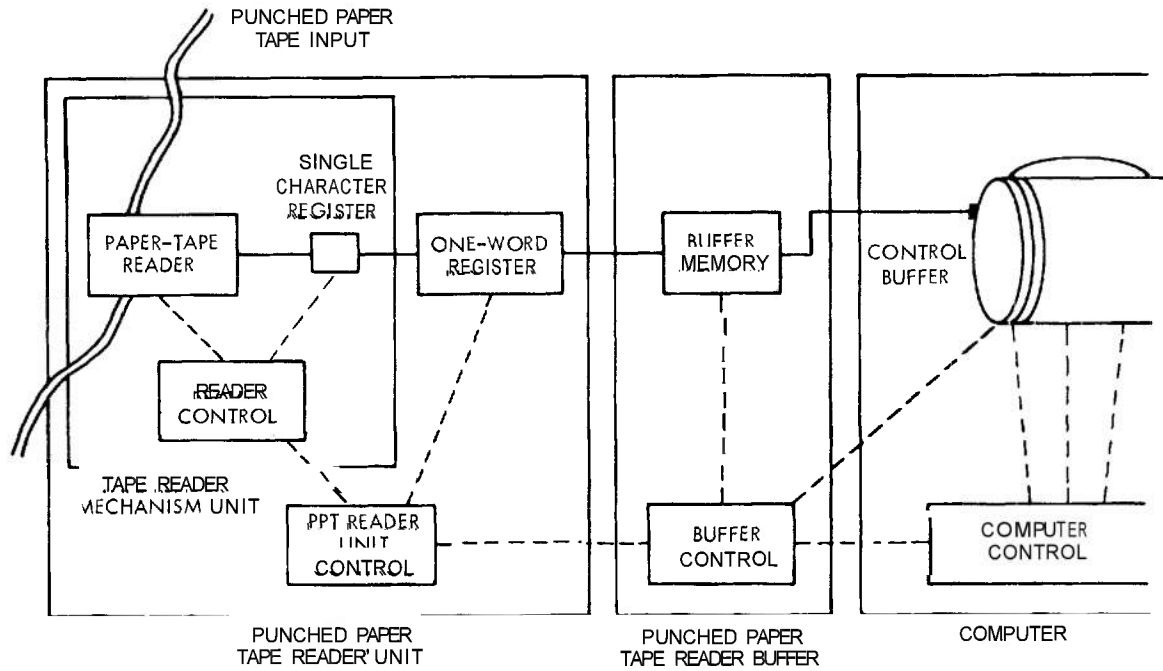 PUNCHED PAPER
TAPE INPUT
SINGLE
CHARACTER
REGISTER
PAPER-TAPE
READER
ONE-WORD
REGISTER
BUFFER
MEMORY
CONTROL
BUFFER
READER
CONTROL
TAPE READER
MECHANISM UNIT
PPT READER
UNIT
CONTROL
BUFFER
CONTROL
COMPUTER
CONTROL
PUNCHED PAPER
TAPE READER' UNIT
PUNCHED PAPER
TAPE READER BUFFER
COMPUTER